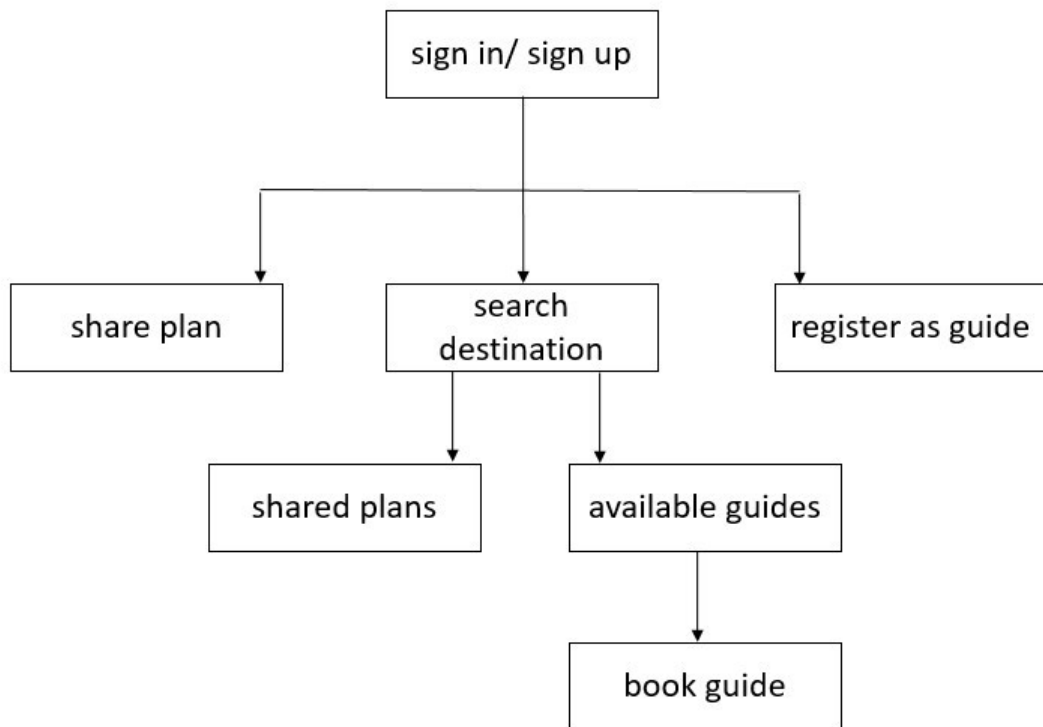 sign in/ sign up
share plan
search
destination
register as guide
shared plans
available guides
book guide